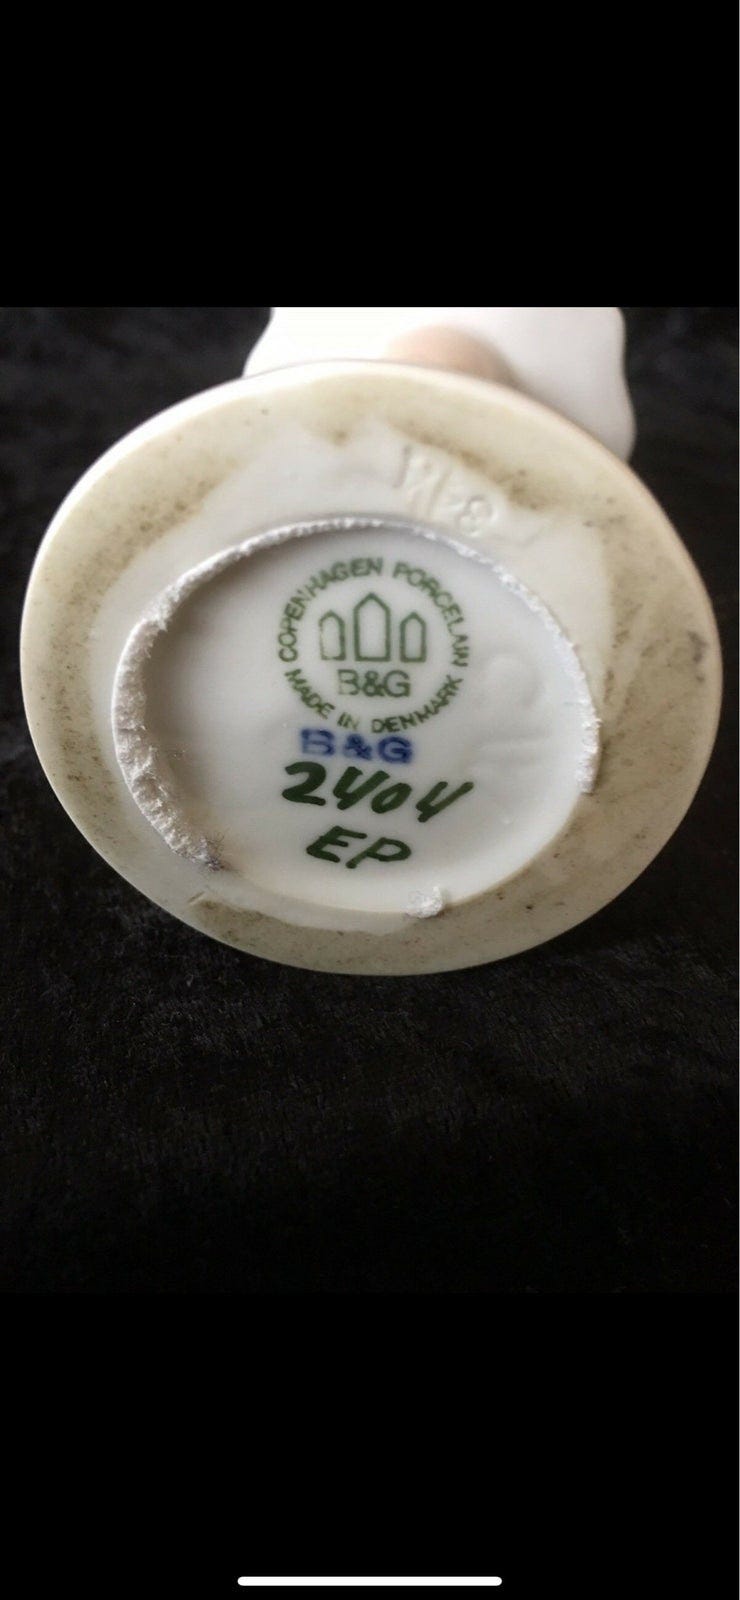 COPENHAGEN PORCELAIN
B&G
MADE IN DENMARK
B&G
2404
EP